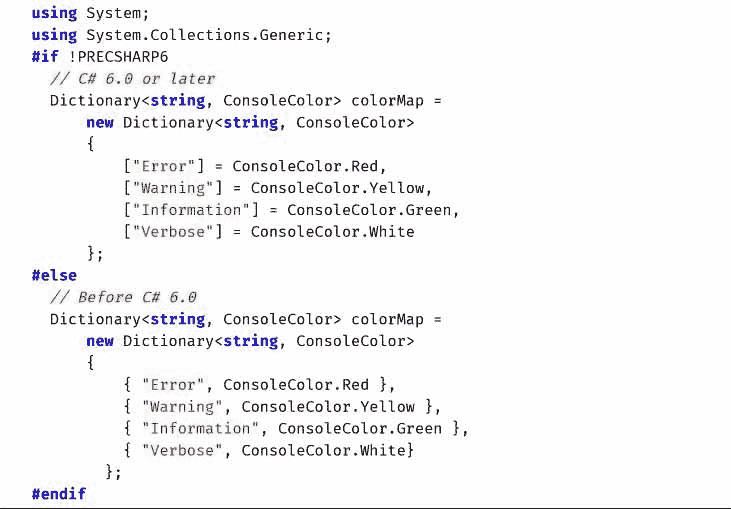 using System;
using System.Collections.Generic;
#if !PRECSHARP6
  // C# 6.0 or later
  Dictionary<string, ConsoleColor> colorMap =
      new Dictionary<string, ConsoleColor>
      {
          ["Error"] = ConsoleColor.Red,
          ["Warning"] = ConsoleColor.Yellow,
          ["Information"] = ConsoleColor.Green,
          ["Verbose"] = ConsoleColor.White
      };
#else
  // Before C# 6.0
  Dictionary<string, ConsoleColor> colorMap =
      new Dictionary<string, ConsoleColor>
      {
          { "Error", ConsoleColor.Red },
          { "Warning", ConsoleColor.Yellow },
          { "Information", ConsoleColor.Green },
          { "Verbose", ConsoleColor.White}
        };
#endif